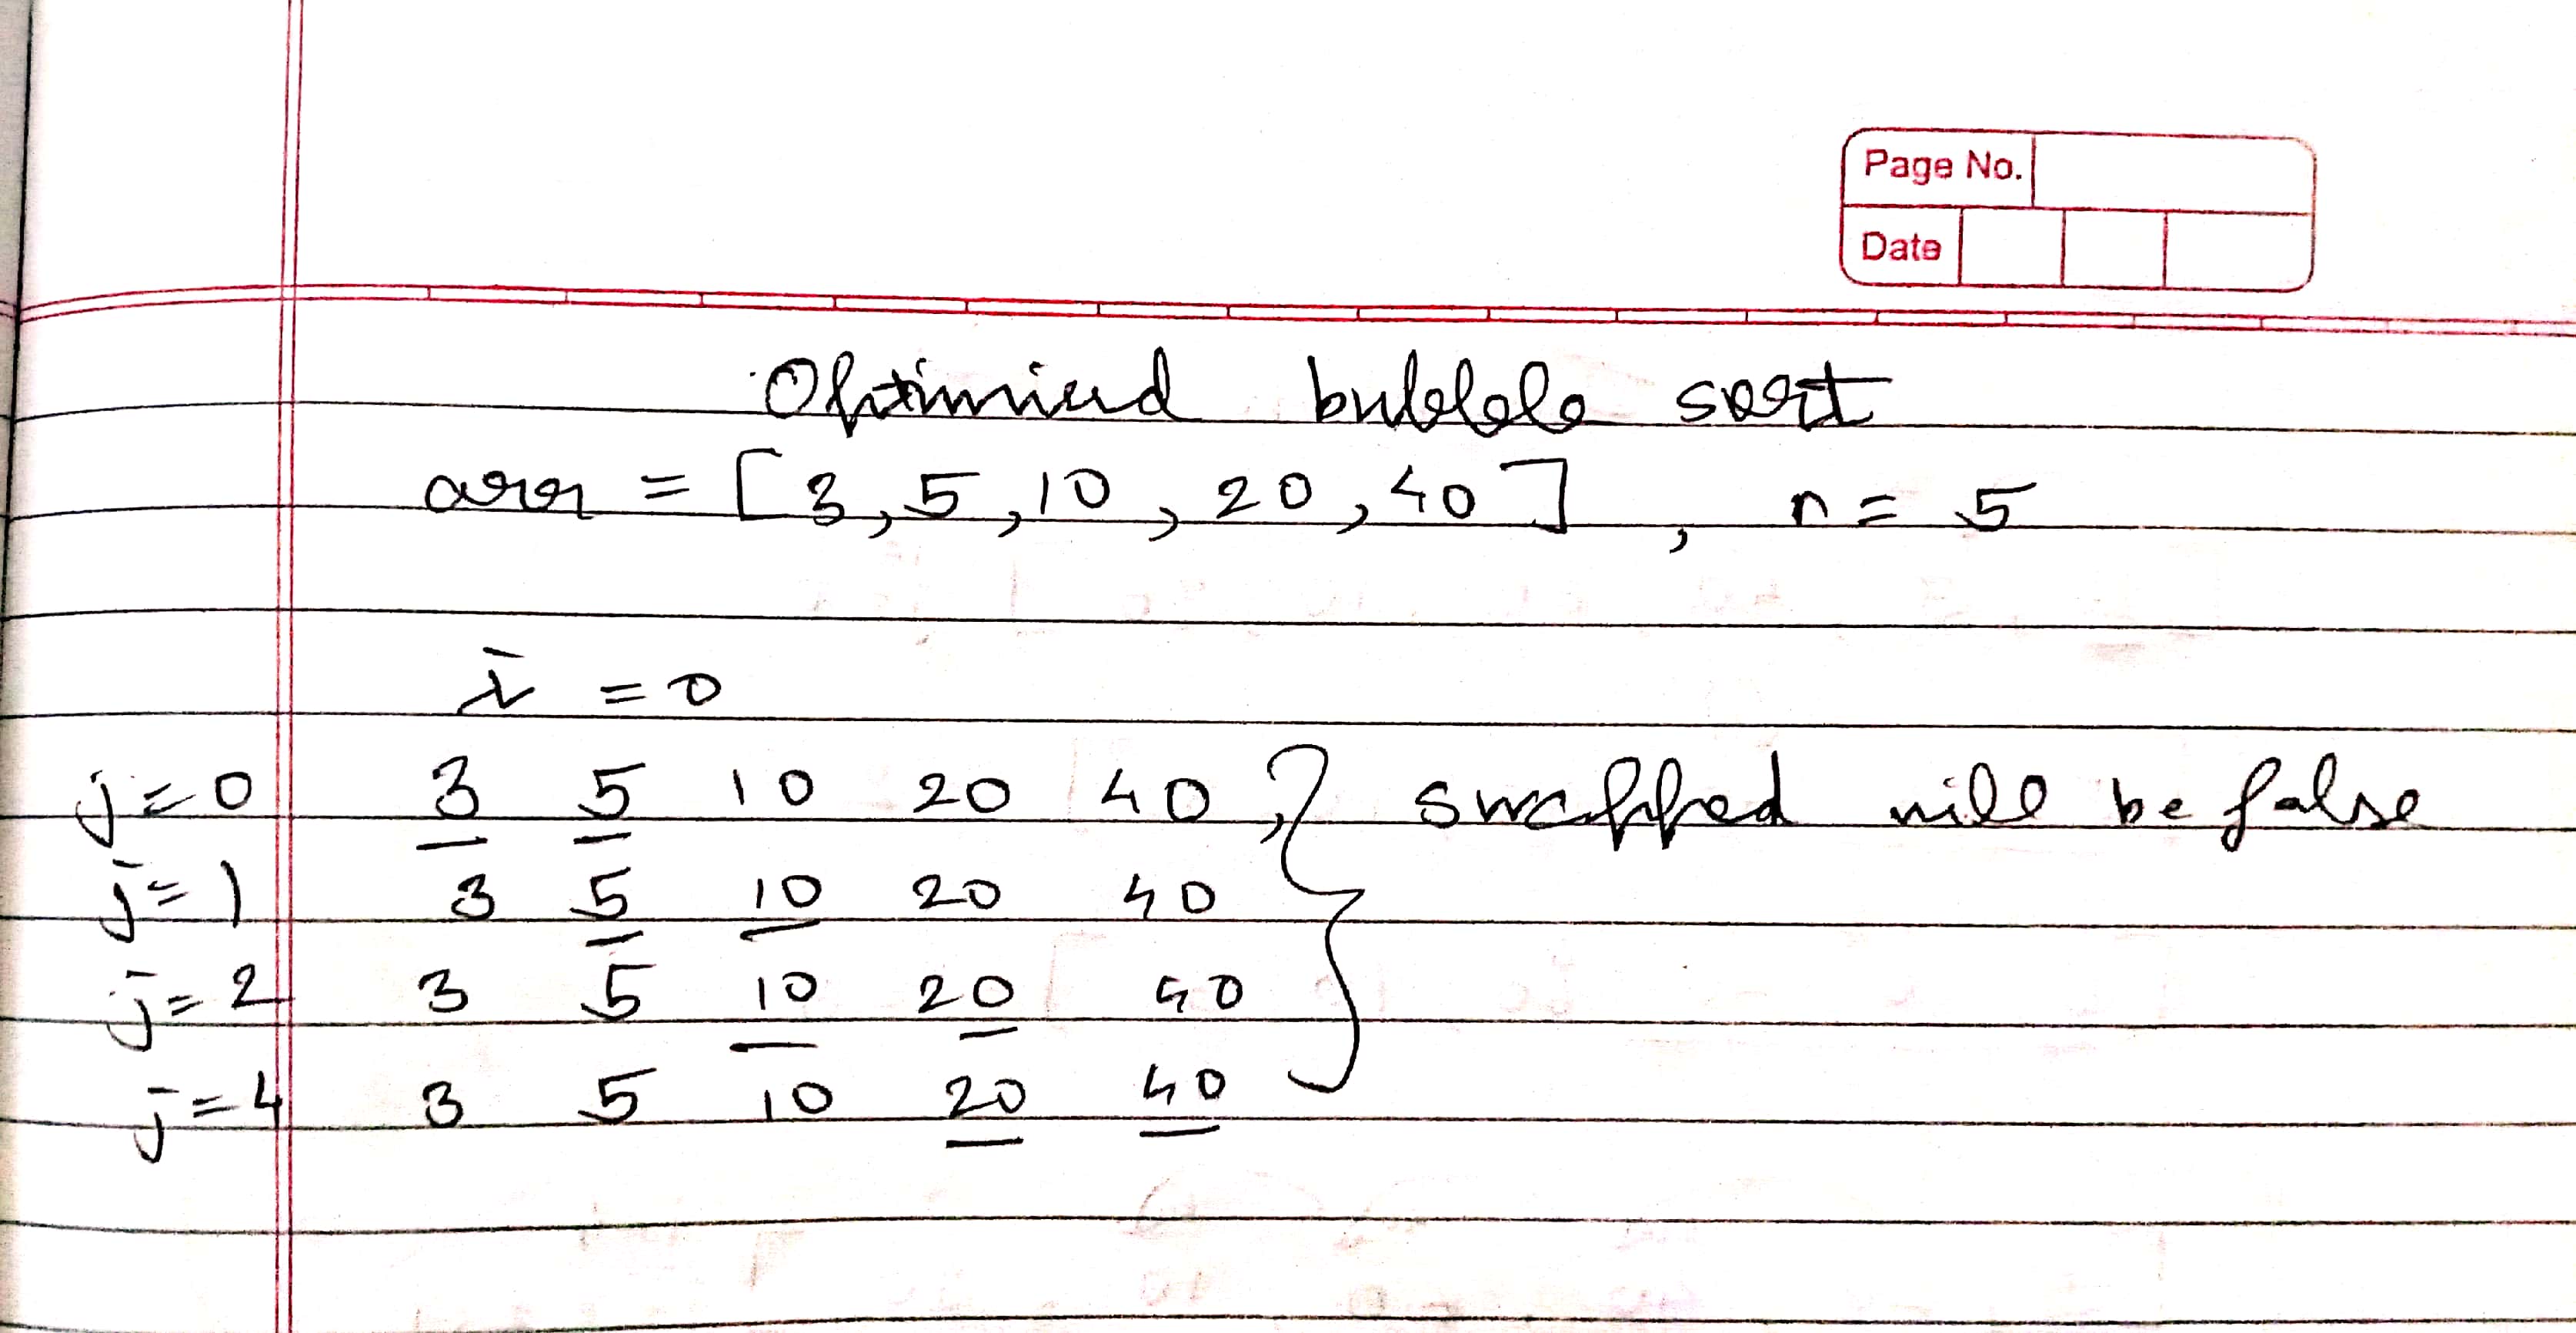 Page No.
Date
Optimized bubble sort
arr = [3, 5, 10, 20, 40], n = 5
i = 0
j = 0 3 5 10 20 40, } swapped will be false
j = 1 3 5 10 20 40
j = 2 3 5 10 20 40
j = 4 3 5 10 20 40